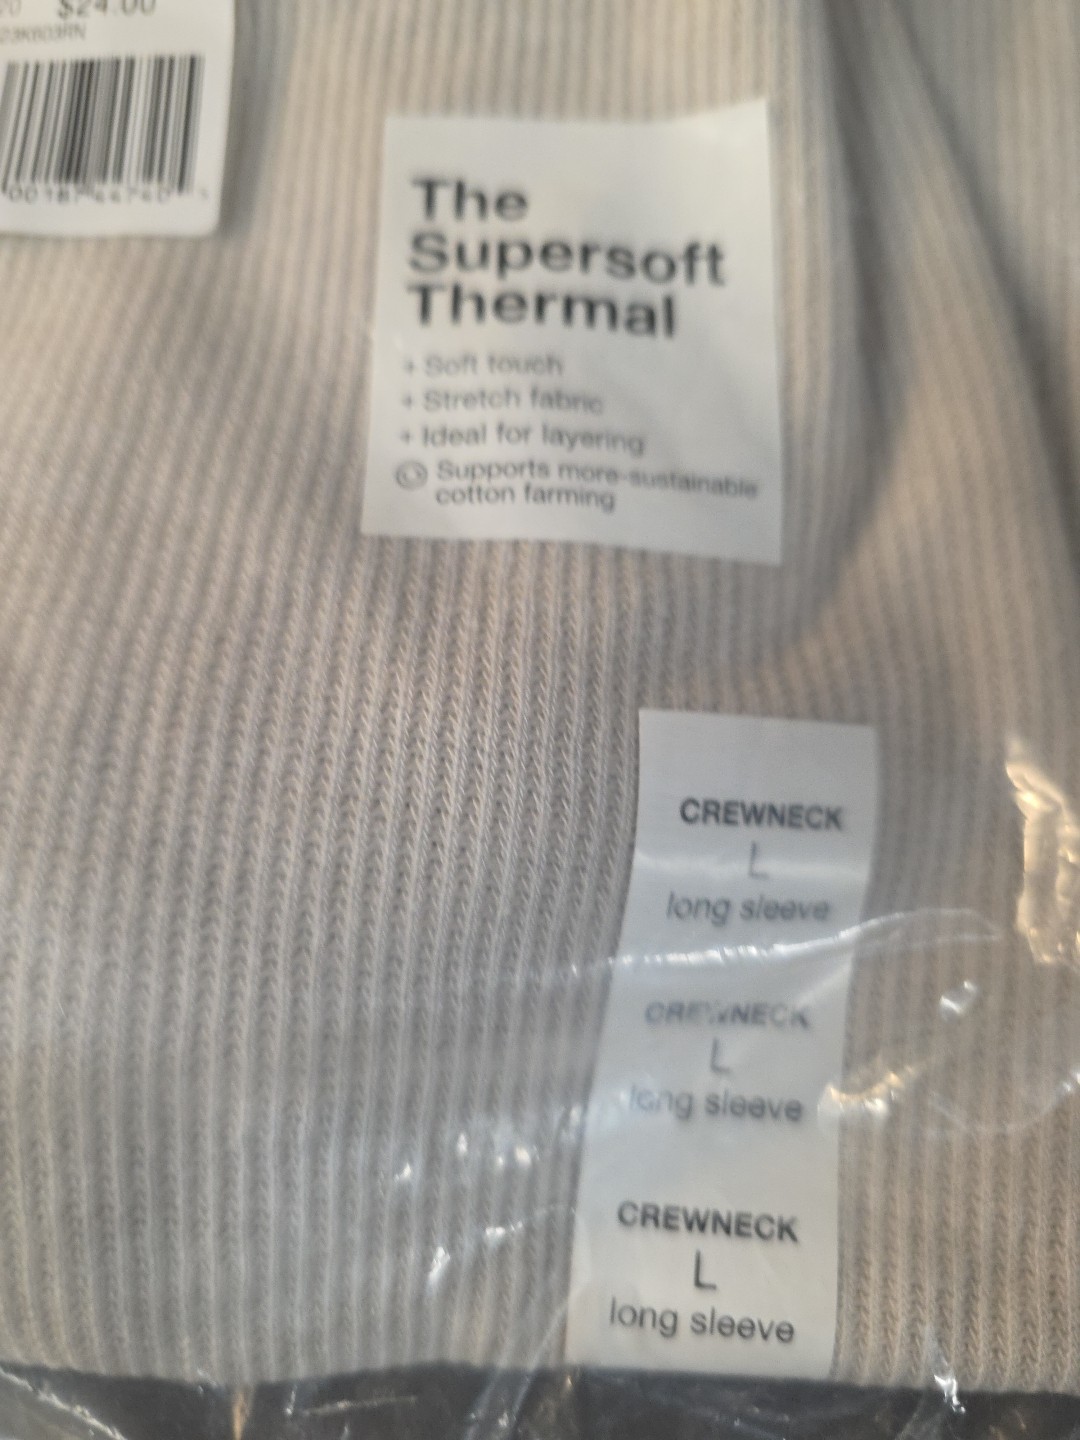 $24.00
The
Supersoft
Thermal
+ Soft touch
+ Stretch fabric
+ Ideal for layering
Supports more-sustainable
cotton farming
CREWNECK
L
long sleeve
CREWNECK
L
long sleeve
CREWNECK
L
long sleeve